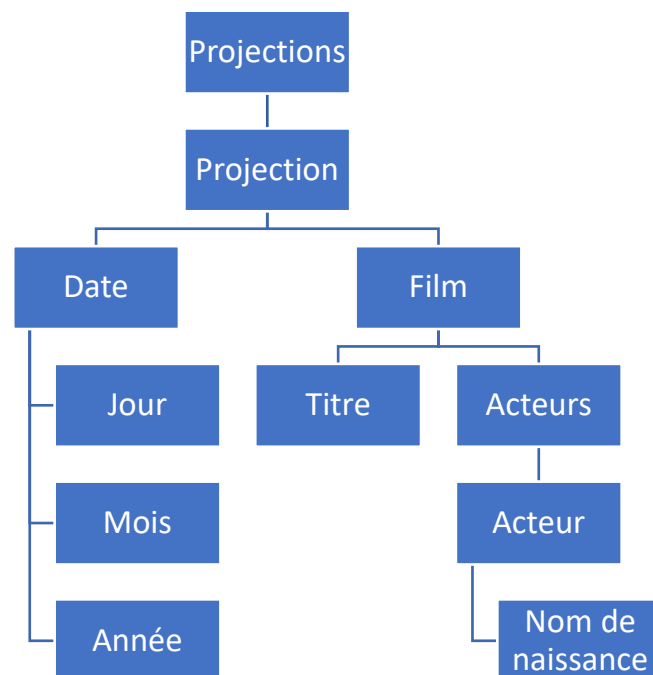 Projections
Projection
Date
Film
Jour
Titre
Acteurs
Mois
Acteur
Année
Nom de
naissance